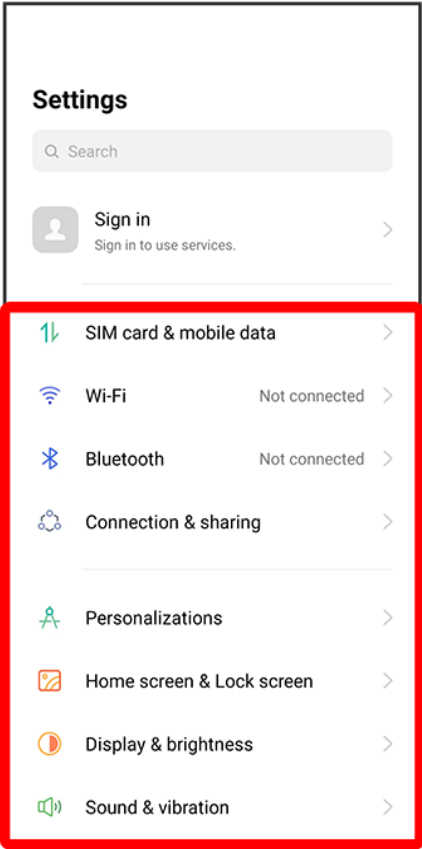 Settings
Search
Sign in
Sign in to use services.
SIM card & mobile data
Wi-Fi Not connected
Bluetooth Not connected
Connection & sharing
Personalizations
Home screen & Lock screen
Display & brightness
Sound & vibration